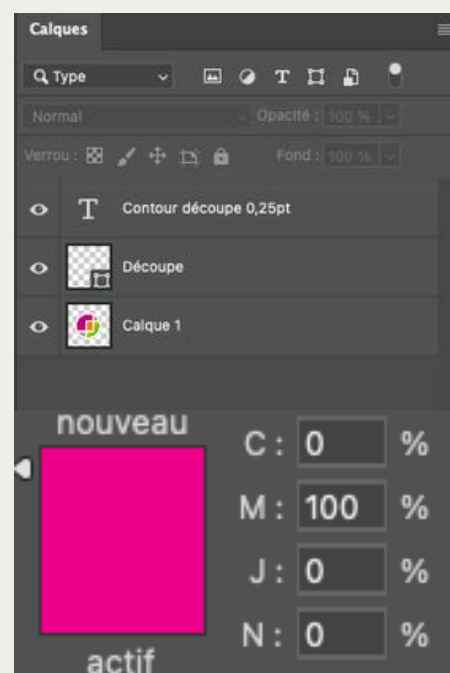 Calques
Type T
Normal Opacité : 100 %
Verrou : Fond : 100 %
T Contour découpe 0,25pt
Découpe
Calque 1
nouveau
C : 0 %
M : 100 %
J : 0 %
N : 0 %
actif